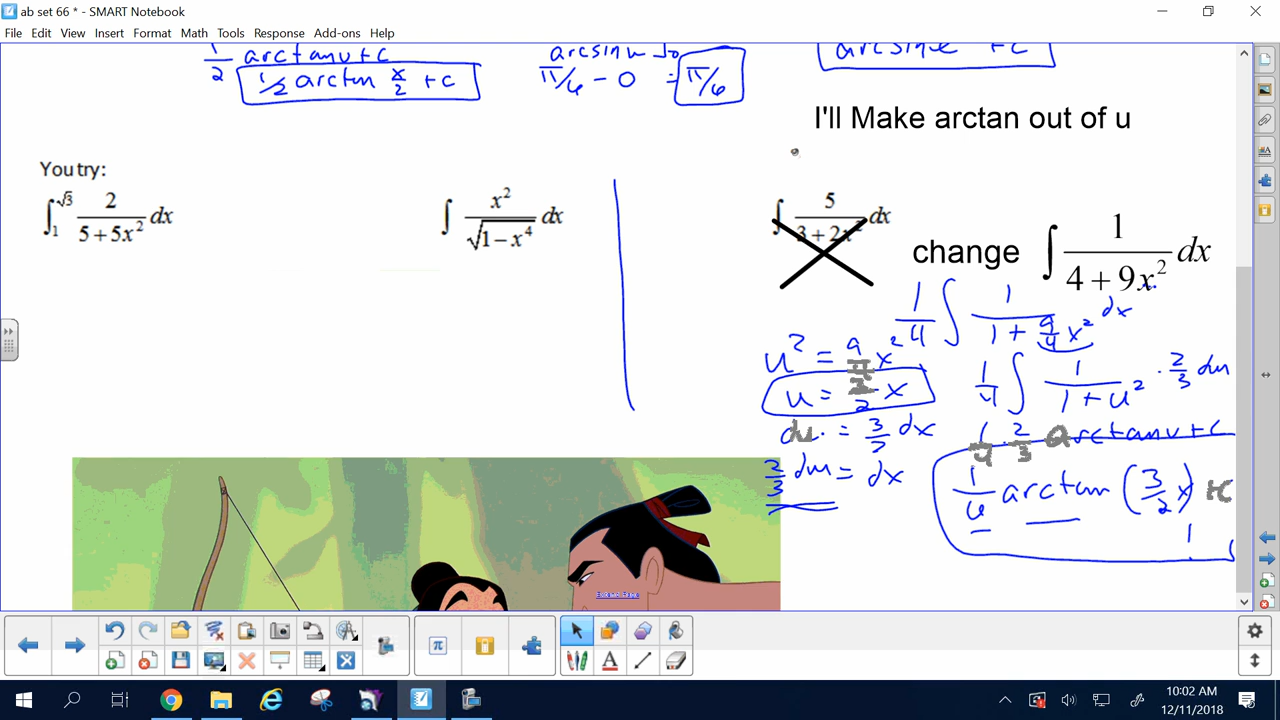 ab set 66 * - SMART Notebook
File Edit View Insert Format Math Tools Response Add-ons Help
1/2 arctan u + c
1/2 arctan x/2 + c
arcsin u
π/6 - 0 = π/6
+ c
I'll Make arctan out of u
You try:
∫₁^√3 2/(5+5x²) dx
∫ x²/√(1-x⁴) dx
∫ 5/(3+2x²) dx
change ∫ 1/(4+9x²) dx
1/4 ∫ 1/(1+9/4 x²) dx
u² = 9/4 x²
1/4 ∫ 1/(1+u²) · 2/3 du
u = 3/2 x
du = 3/2 dx
1/4 · 2/3 arctan u + c
2/3 du = dx
1/6 arctan (3/2 x) + c
10:02 AM
12/11/2018